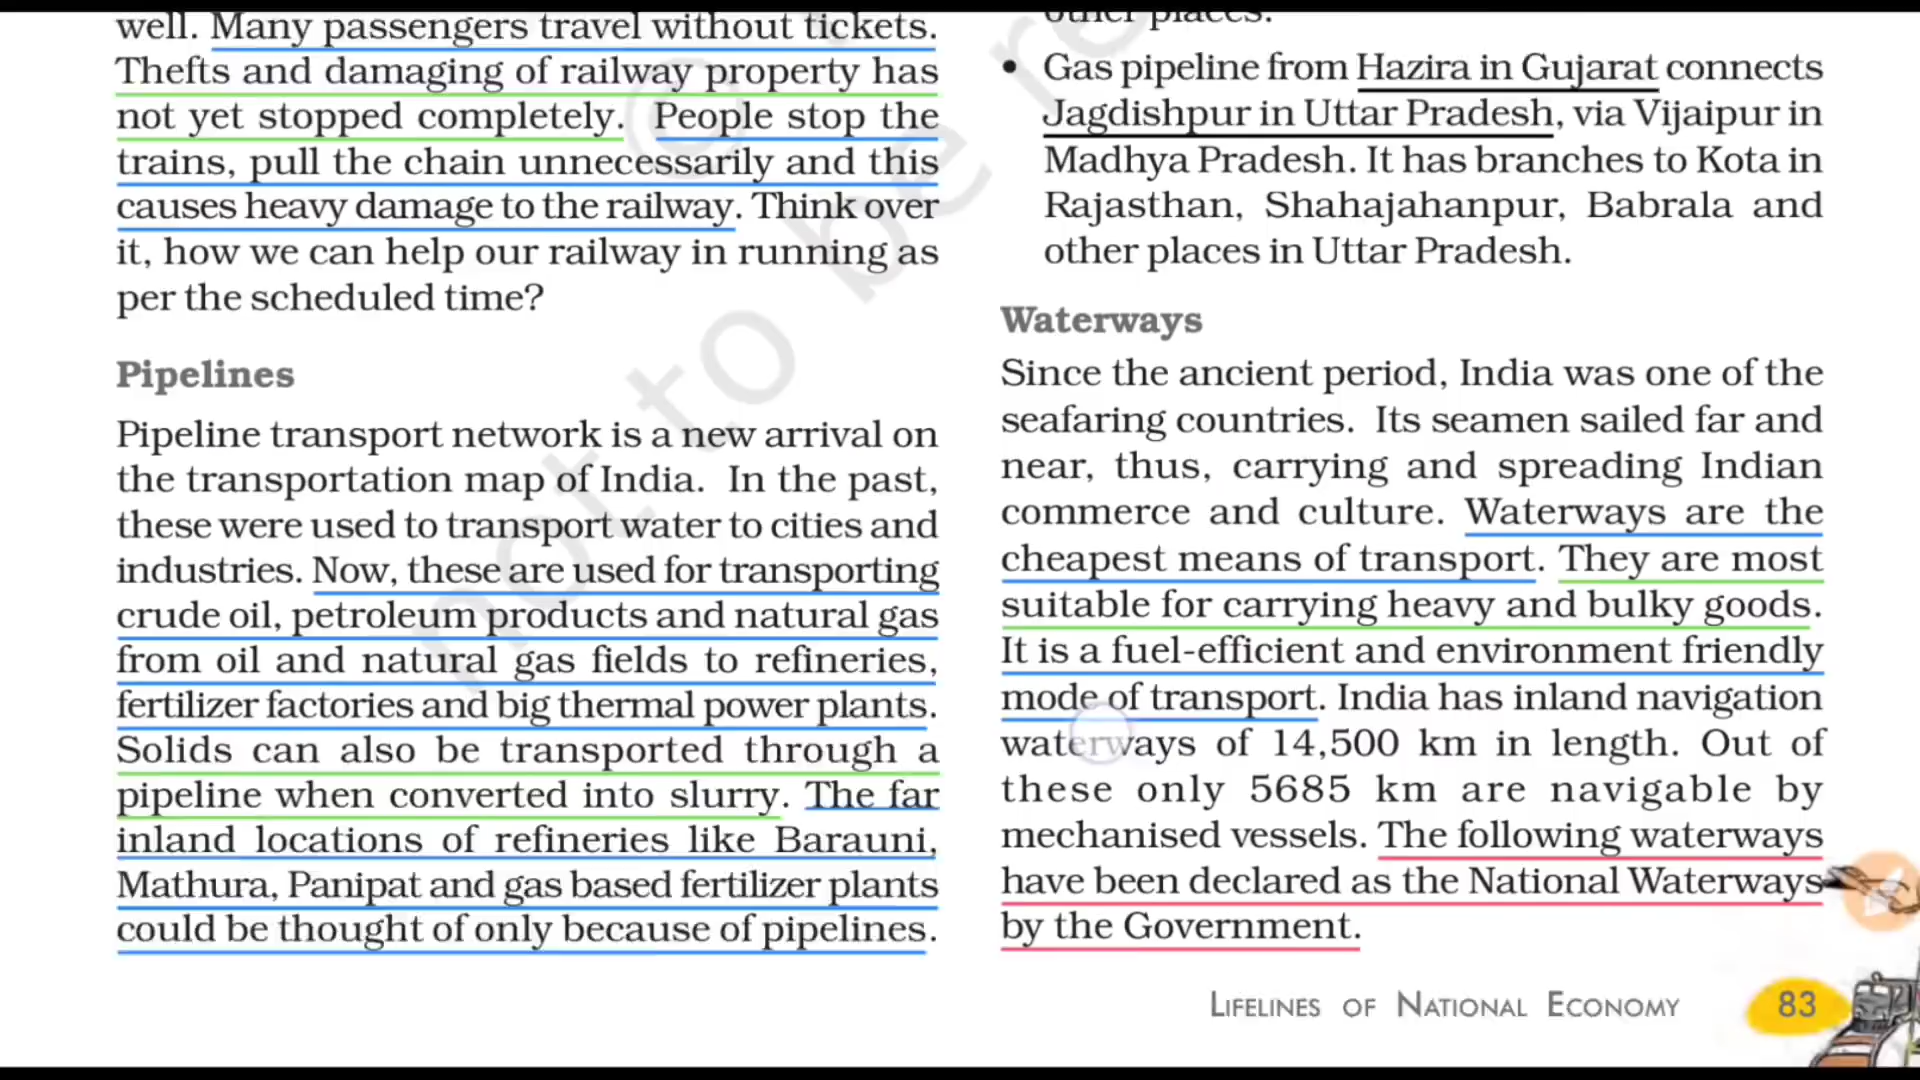 well. Many passengers travel without tickets.
Thefts and damaging of railway property has
not yet stopped completely. People stop the
trains, pull the chain unnecessarily and this
causes heavy damage to the railway. Think over
it, how we can help our railway in running as
per the scheduled time?
Pipelines
Pipeline transport network is a new arrival on
the transportation map of India. In the past,
these were used to transport water to cities and
industries. Now, these are used for transporting
crude oil, petroleum products and natural gas
from oil and natural gas fields to refineries,
fertilizer factories and big thermal power plants.
Solids can also be transported through a
pipeline when converted into slurry. The far
inland locations of refineries like Barauni,
Mathura, Panipat and gas based fertilizer plants
could be thought of only because of pipelines.
other places.
• Gas pipeline from Hazira in Gujarat connects
Jagdishpur in Uttar Pradesh, via Vijaipur in
Madhya Pradesh. It has branches to Kota in
Rajasthan, Shahajahanpur, Babrala and
other places in Uttar Pradesh.
Waterways
Since the ancient period, India was one of the
seafaring countries. Its seamen sailed far and
near, thus, carrying and spreading Indian
commerce and culture. Waterways are the
cheapest means of transport. They are most
suitable for carrying heavy and bulky goods.
It is a fuel-efficient and environment friendly
mode of transport. India has inland navigation
waterways of 14,500 km in length. Out of
these only 5685 km are navigable by
mechanised vessels. The following waterways
have been declared as the National Waterways
by the Government.
LIFELINES OF NATIONAL ECONOMY 83
© not to be re